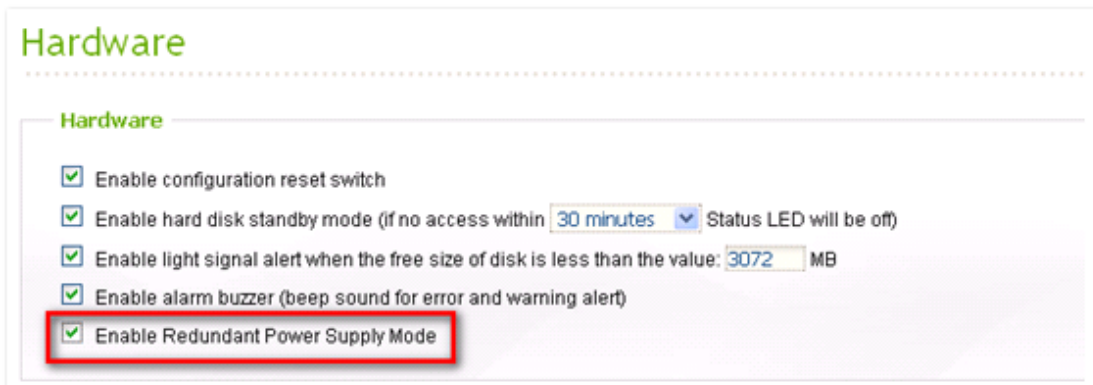 Hardware
Hardware
Enable configuration reset switch
Enable hard disk standby mode (if no access within 30 minutes Status LED will be off)
Enable light signal alert when the free size of disk is less than the value: 3072 MB
Enable alarm buzzer (beep sound for error and warning alert)
Enable Redundant Power Supply Mode